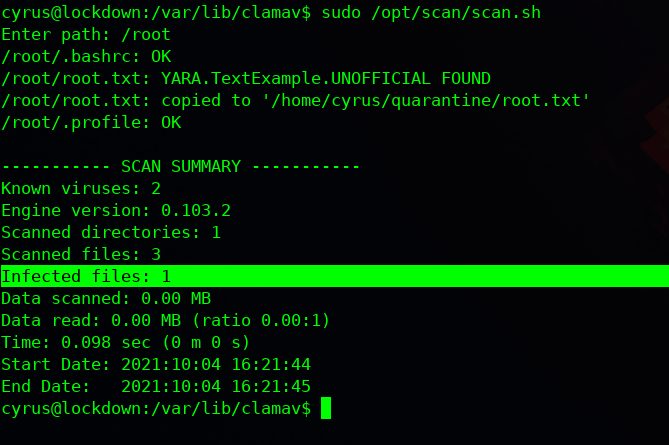 cyrus@lockdown:/var/lib/clamav$ sudo /opt/scan/scan.sh
Enter path: /root
/root/.bashrc: OK
/root/root.txt: YARA.TextExample.UNOFFICIAL FOUND
/root/root.txt: copied to '/home/cyrus/quarantine/root.txt'
/root/.profile: OK
----------- SCAN SUMMARY -----------
Known viruses: 2
Engine version: 0.103.2
Scanned directories: 1
Scanned files: 3
Infected files: 1
Data scanned: 0.00 MB
Data read: 0.00 MB (ratio 0.00:1)
Time: 0.098 sec (0 m 0 s)
Start Date: 2021:10:04 16:21:44
End Date:   2021:10:04 16:21:45
cyrus@lockdown:/var/lib/clamav$